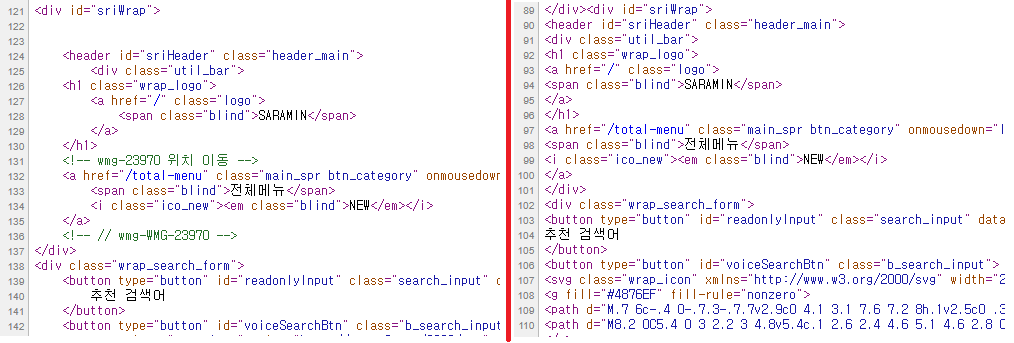 121 <div id="sriWrap">
122
123
124 <header id="sriHeader" class="header_main">
125 <div class="util_bar">
126 <h1 class="wrap_logo">
127 <a href="/" class="logo">
128 <span class="blind">SARAMIN</span>
129 </a>
130 </h1>
131 <!-- wmg-23970 위치 이동 -->
132 <a href="/total-menu" class="main_spr btn_category" onmousedown=
133 <span class="blind">전체메뉴</span>
134 <i class="ico_new"><em class="blind">NEW</em></i>
135 </a>
136 <!-- // wmg-WMG-23970 -->
137 </div>
138 <div class="wrap_search_form">
139 <button type="button" id="readonlyInput" class="search_input"
140 추천 검색어
141 </button>
142 <button type="button" id="voiceSearchBtn" class="b_search_input"
89 </div><div id="sriWrap">
90 <header id="sriHeader" class="header_main">
91 <div class="util_bar">
92 <h1 class="wrap_logo">
93 <a href="/" class="logo">
94 <span class="blind">SARAMIN</span>
95 </a>
96 </h1>
97 <a href="/total-menu" class="main_spr btn_category" onmousedown="
98 <span class="blind">전체메뉴</span>
99 <i class="ico_new"><em class="blind">NEW</em></i>
100 </a>
101 </div>
102 <div class="wrap_search_form">
103 <button type="button" id="readonlyInput" class="search_input" data
104 추천 검색어
105 </button>
106 <button type="button" id="voiceSearchBtn" class="b_search_input">
107 <svg class="wrap_icon" xmlns="http://www.w3.org/2000/svg" width="2
108 <g fill="#4876EF" fill-rule="nonzero">
109 <path d="M.7 6c-.4 0-.7.3-.7.7v2.9c0 4.1 3.1 7.6 7.2 8h.1v2.5c0 .3
110 <path d="M8.2 0C5.4 0 3 2.2 3 4.8v5.4c.1 2.6 2.4 4.6 5.1 4.6 2.8 0